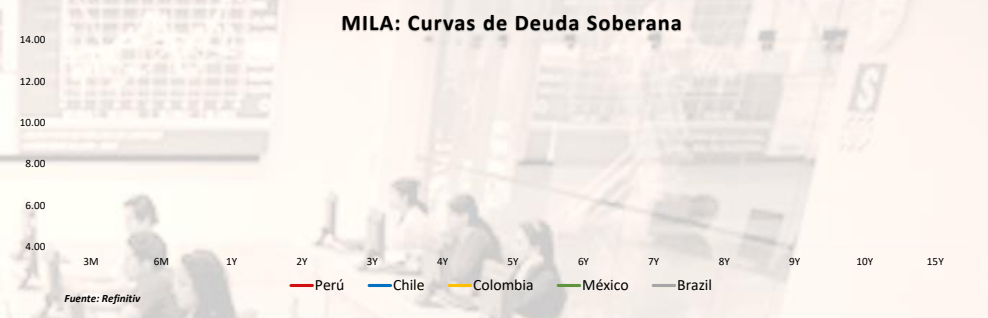 MILA: Curvas de Deuda Soberana
14.00
12.00
10.00
8.00
6.00
4.00
3M 6M 1Y 2Y 3Y 4Y 5Y 6Y 7Y 8Y 9Y 10Y 15Y
Perú Chile Colombia México Brazil
Fuente: Refinitiv